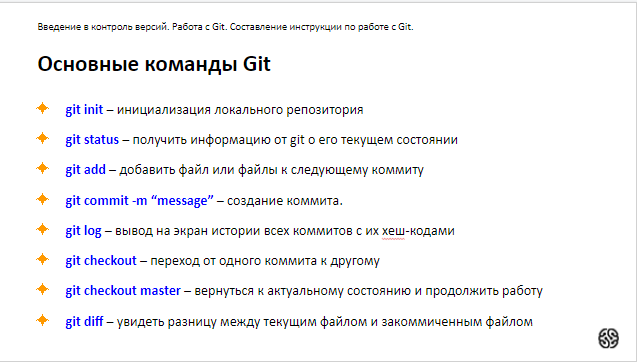 Введение в контроль версий. Работа с Git. Составление инструкции по работе с Git.
Основные команды Git
git init – инициализация локального репозитория
git status – получить информацию от git о его текущем состоянии
git add – добавить файл или файлы к следующему коммиту
git commit -m “message” – создание коммита.
git log – вывод на экран истории всех коммитов с их хеш-кодами
git checkout – переход от одного коммита к другому
git checkout master – вернуться к актуальному состоянию и продолжить работу
git diff – увидеть разницу между текущим файлом и закоммиченным файлом